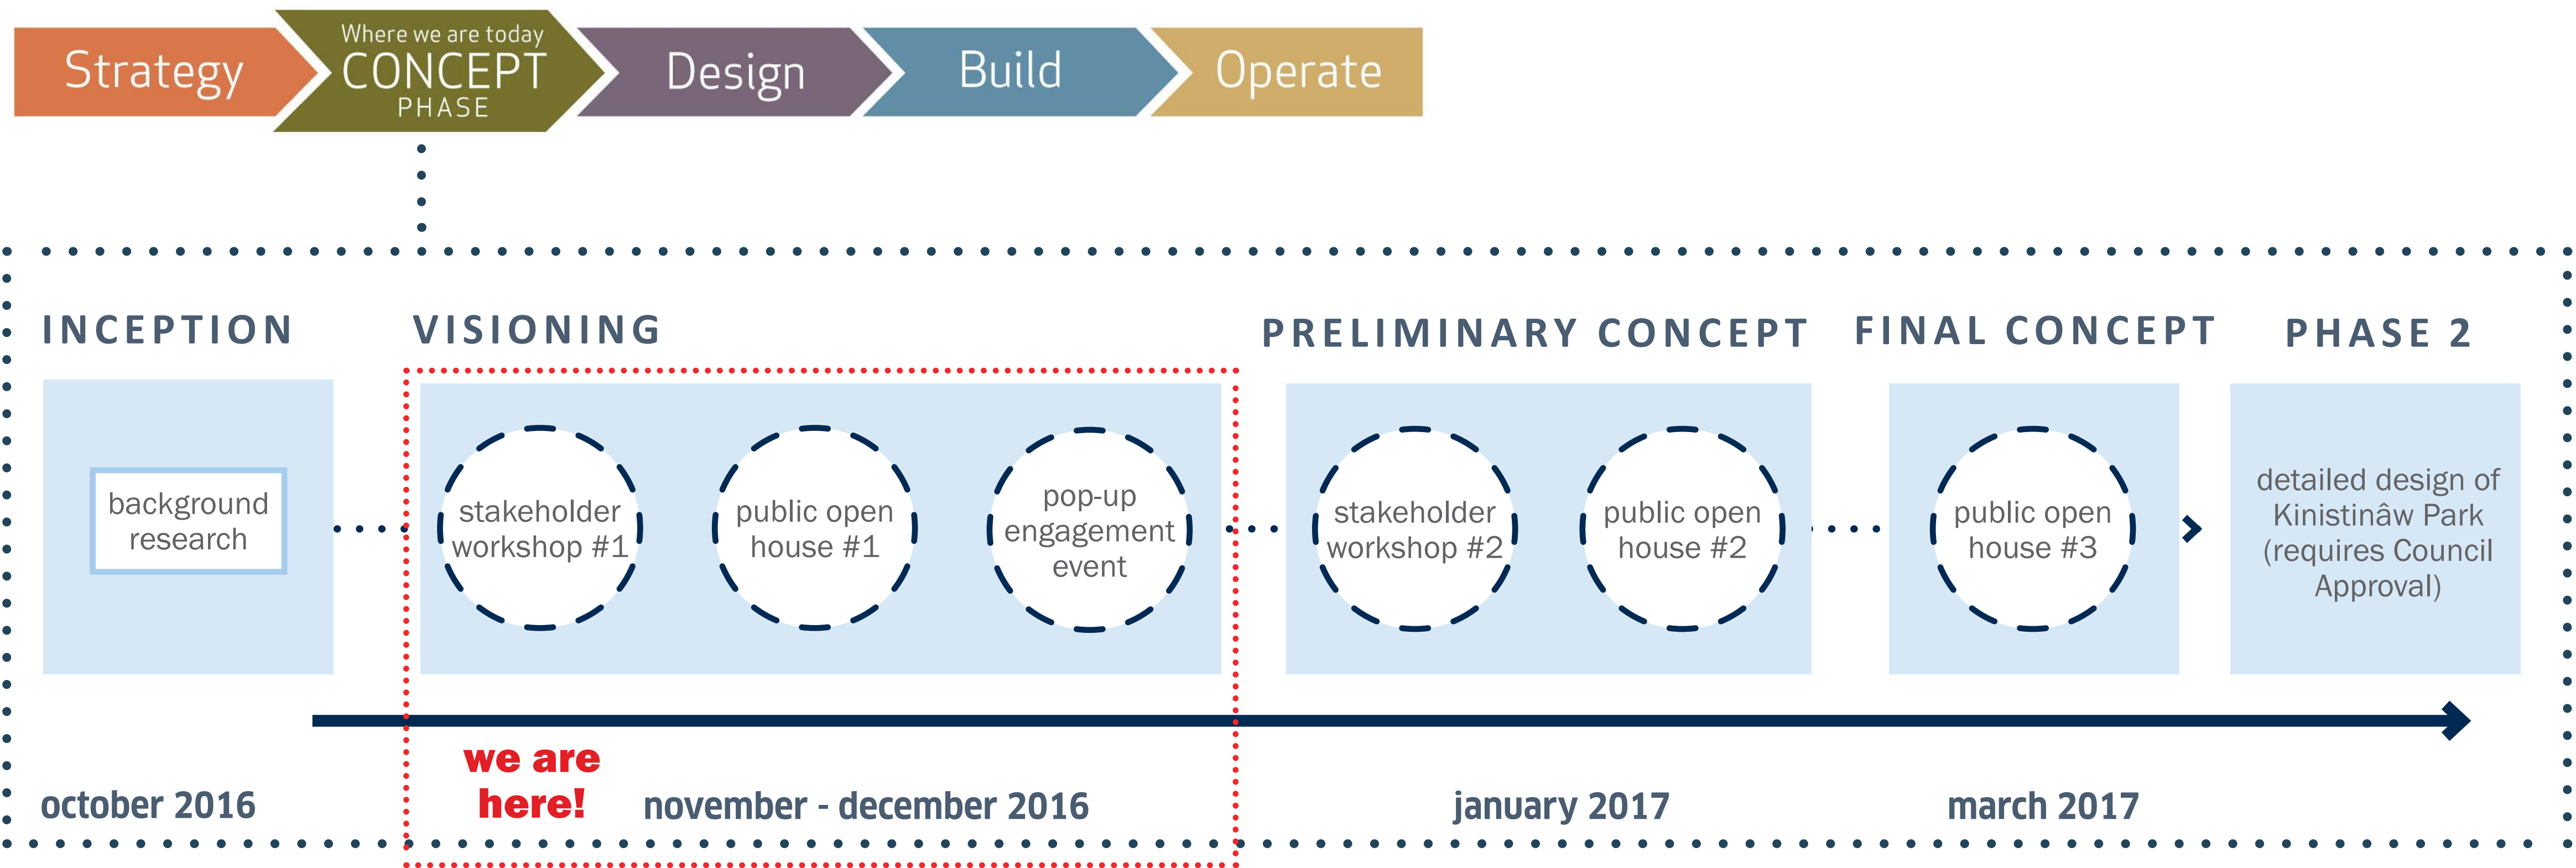 Strategy
Where we are today
CONCEPT
PHASE
Design
Build
Operate
INCEPTION
VISIONING
PRELIMINARY CONCEPT
FINAL CONCEPT
PHASE 2
background
research
stakeholder
workshop #1
public open
house #1
pop-up
engagement
event
stakeholder
workshop #2
public open
house #2
public open
house #3
detailed design of
Kinistinâw Park
(requires Council
Approval)
we are
here!
october 2016
november - december 2016
january 2017
march 2017